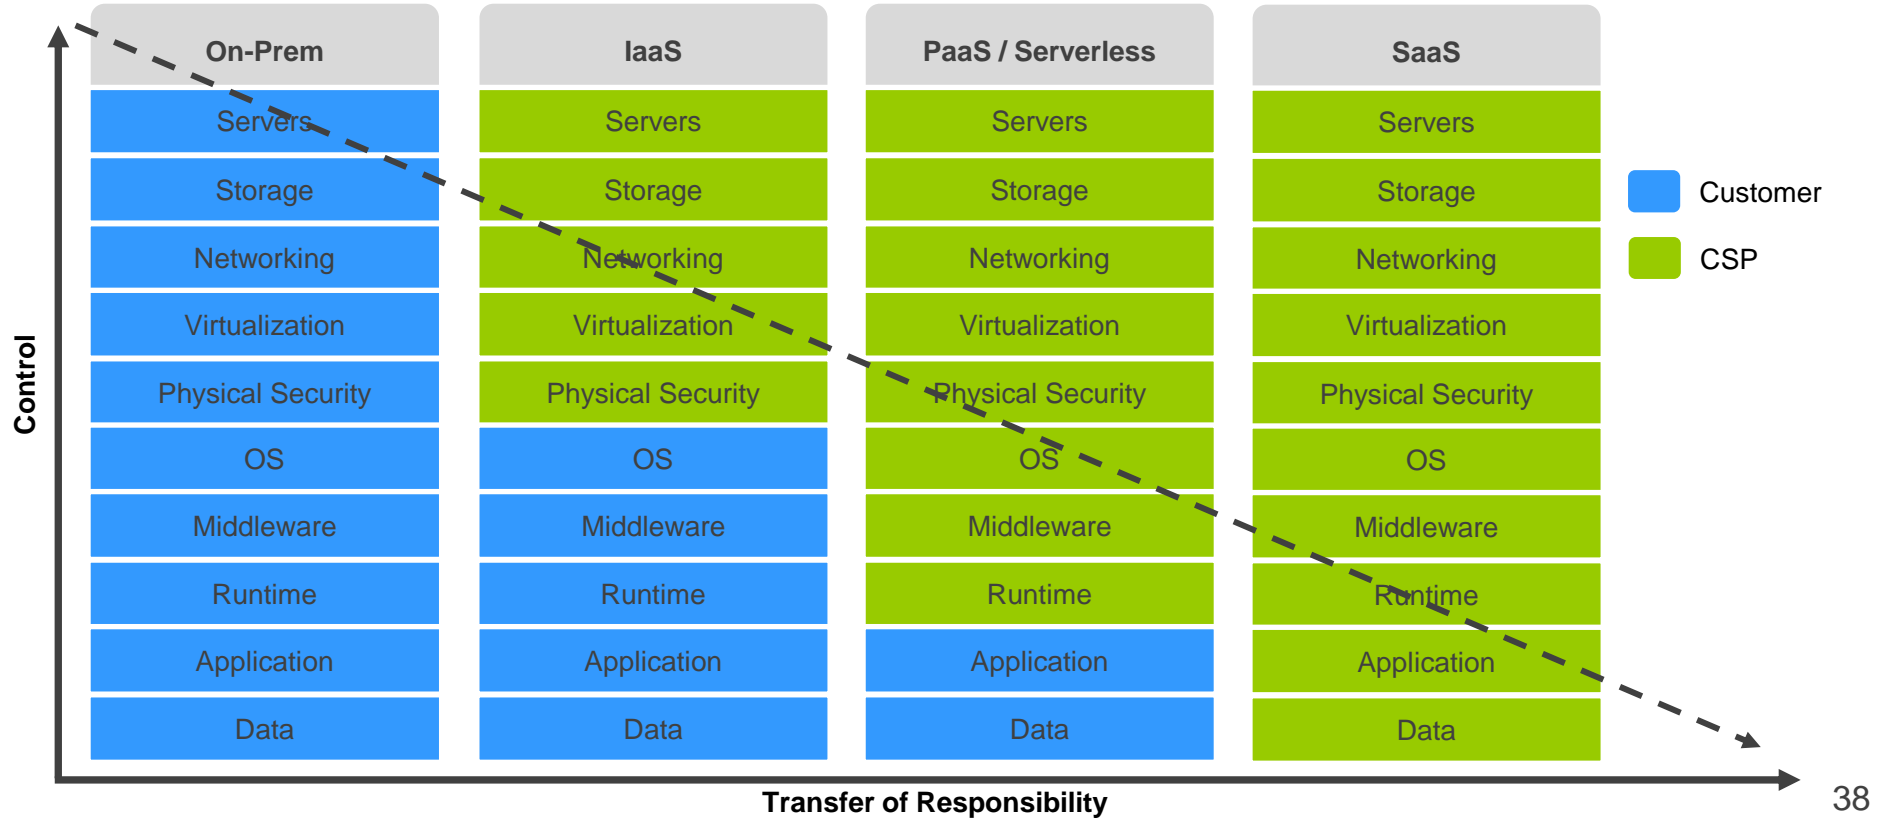 On-Prem
IaaS
PaaS / Serverless
SaaS
Servers
Servers
Servers
Servers
Storage
Storage
Storage
Storage
Customer
Networking
Networking
Networking
Networking
CSP
Virtualization
Virtualization
Virtualization
Virtualization
Control
Physical Security
Physical Security
Physical Security
Physical Security
OS
OS
OS
OS
Middleware
Middleware
Middleware
Middleware
Runtime
Runtime
Runtime
Runtime
Application
Application
Application
Application
Data
Data
Data
Data
Transfer of Responsibility
38